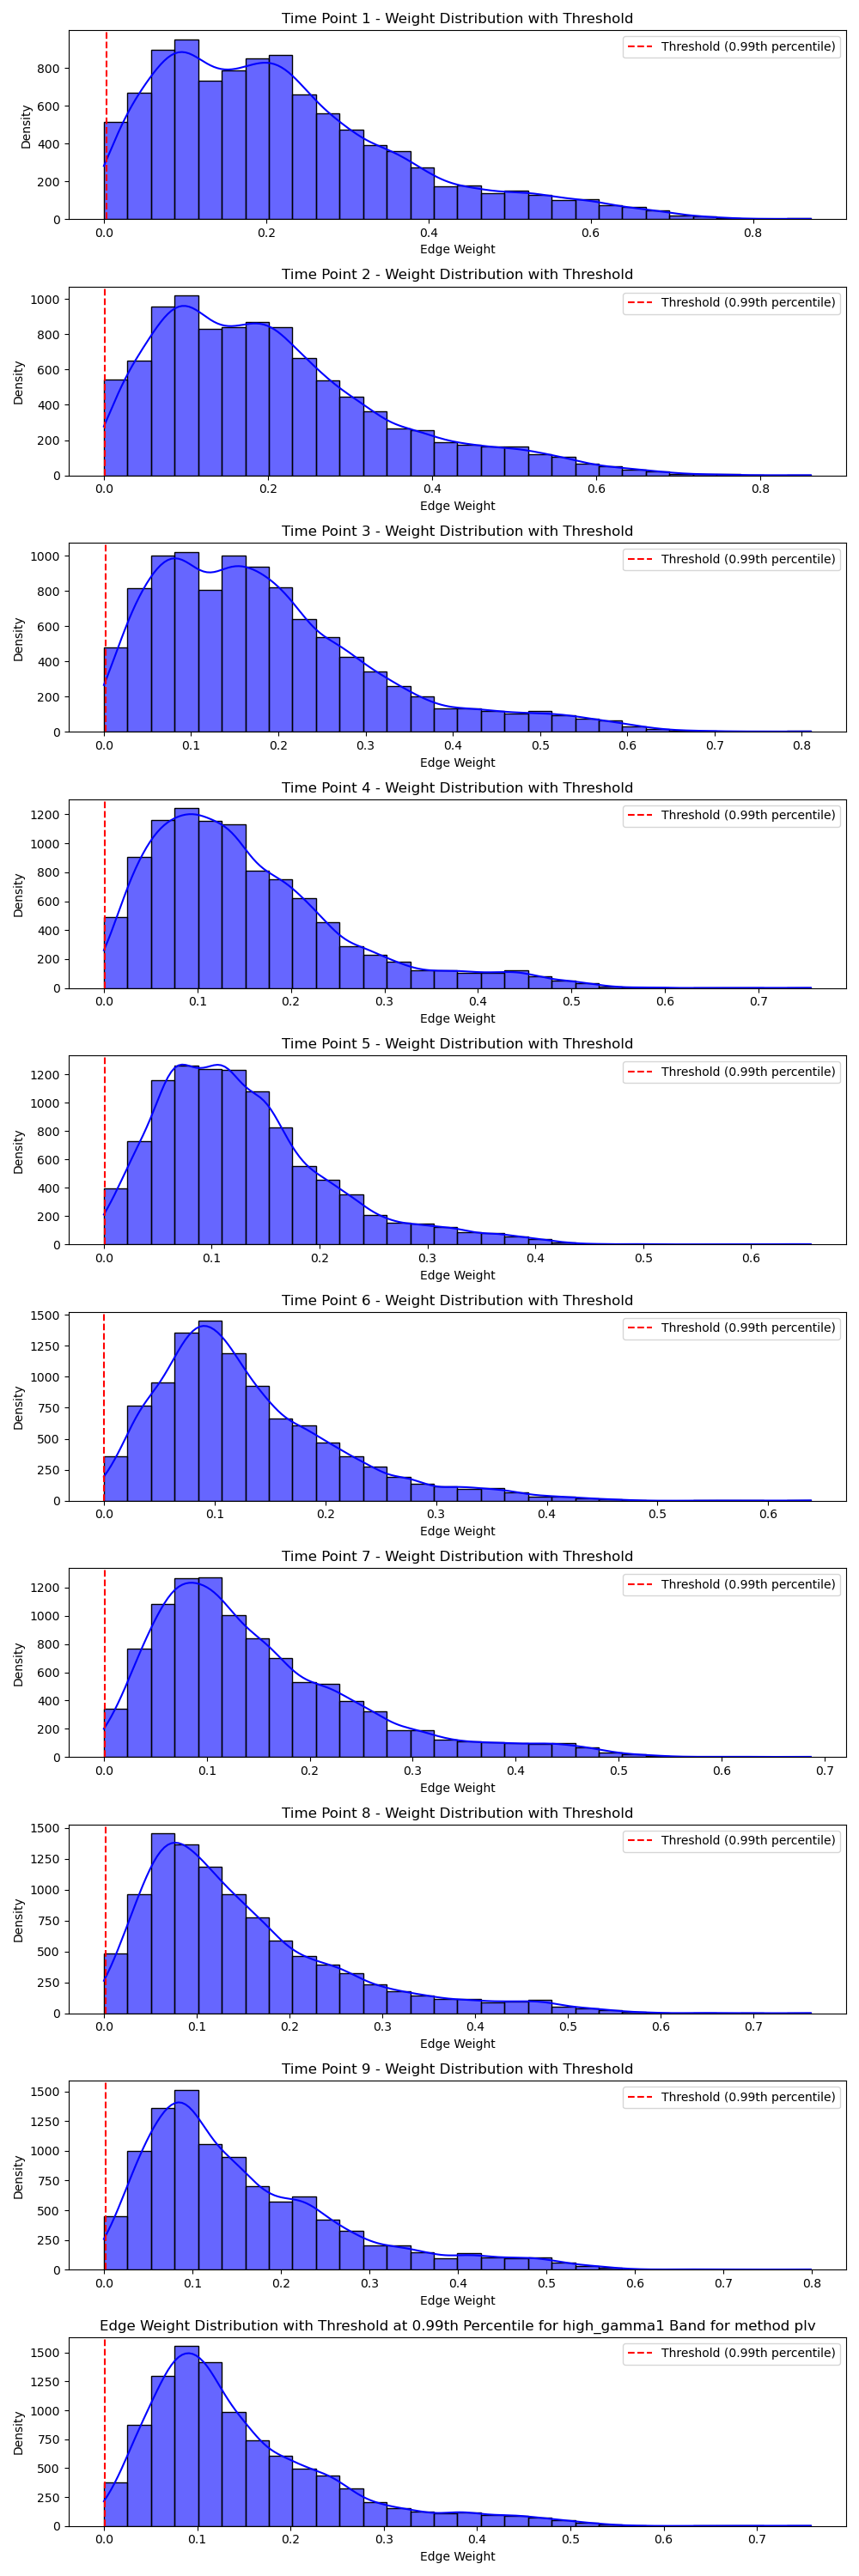 Time Point 1 - Weight Distribution with Threshold
Threshold (0.99th percentile)
Density
800
600
400
200
0
0.0 0.2 0.4 0.6 0.8
Edge Weight
Time Point 2 - Weight Distribution with Threshold
Threshold (0.99th percentile)
Density
1000
800
600
400
200
0
0.0 0.2 0.4 0.6 0.8
Edge Weight
Time Point 3 - Weight Distribution with Threshold
Threshold (0.99th percentile)
Density
1000
800
600
400
200
0
0.0 0.1 0.2 0.3 0.4 0.5 0.6 0.7 0.8
Edge Weight
Time Point 4 - Weight Distribution with Threshold
Threshold (0.99th percentile)
Density
1200
1000
800
600
400
200
0
0.0 0.1 0.2 0.3 0.4 0.5 0.6 0.7
Edge Weight
Time Point 5 - Weight Distribution with Threshold
Threshold (0.99th percentile)
Density
1200
1000
800
600
400
200
0
0.0 0.1 0.2 0.3 0.4 0.5 0.6
Edge Weight
Time Point 6 - Weight Distribution with Threshold
Threshold (0.99th percentile)
Density
1500
1250
1000
750
500
250
0
0.0 0.1 0.2 0.3 0.4 0.5 0.6
Edge Weight
Time Point 7 - Weight Distribution with Threshold
Threshold (0.99th percentile)
Density
1200
1000
800
600
400
200
0
0.0 0.1 0.2 0.3 0.4 0.5 0.6 0.7
Edge Weight
Time Point 8 - Weight Distribution with Threshold
Threshold (0.99th percentile)
Density
1500
1250
1000
750
500
250
0
0.0 0.1 0.2 0.3 0.4 0.5 0.6 0.7
Edge Weight
Time Point 9 - Weight Distribution with Threshold
Threshold (0.99th percentile)
Density
1500
1250
1000
750
500
250
0
0.0 0.1 0.2 0.3 0.4 0.5 0.6 0.7 0.8
Edge Weight
Edge Weight Distribution with Threshold at 0.99th Percentile for high_gamma1 Band for method plv
Threshold (0.99th percentile)
Density
1500
1250
1000
750
500
250
0
0.0 0.1 0.2 0.3 0.4 0.5 0.6 0.7
Edge Weight